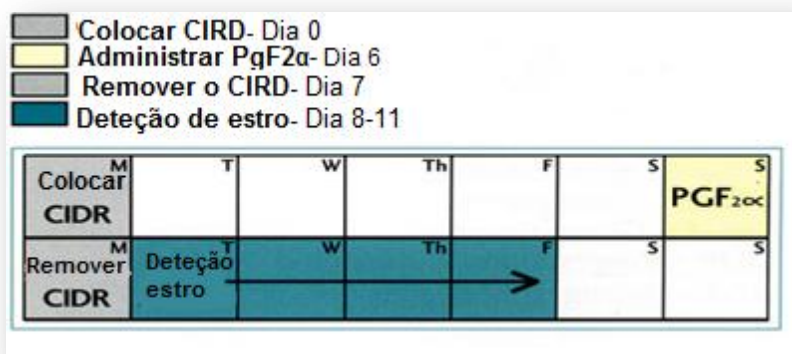 Colocar CIRD- Dia 0
Administrar PgF2α- Dia 6
Remover o CIRD- Dia 7
Deteção de estro- Dia 8-11
M T W Th F S S
Colocar CIDR PGF2α
M T W Th F S S
Remover CIDR Deteção estro